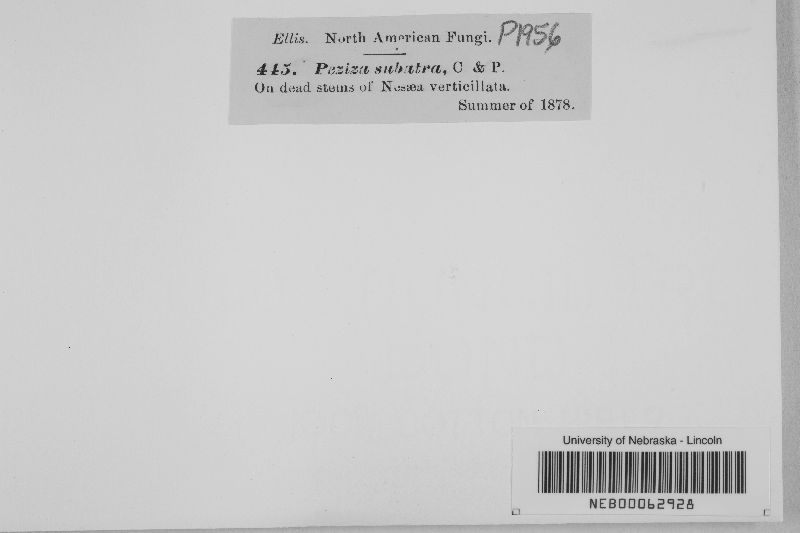 Ellis. North American Fungi. P1956
445. Peziza subatra, C & P.
On dead stems of Nesæa verticillata.
Summer of 1878.
University of Nebraska - Lincoln
NEB00062928